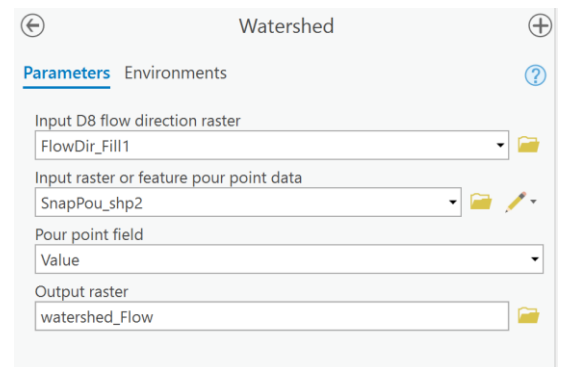 Watershed
Parameters Environments
Input D8 flow direction raster
FlowDir_Fill1
Input raster or feature pour point data
SnapPou_shp2
Pour point field
Value
Output raster
watershed_Flow